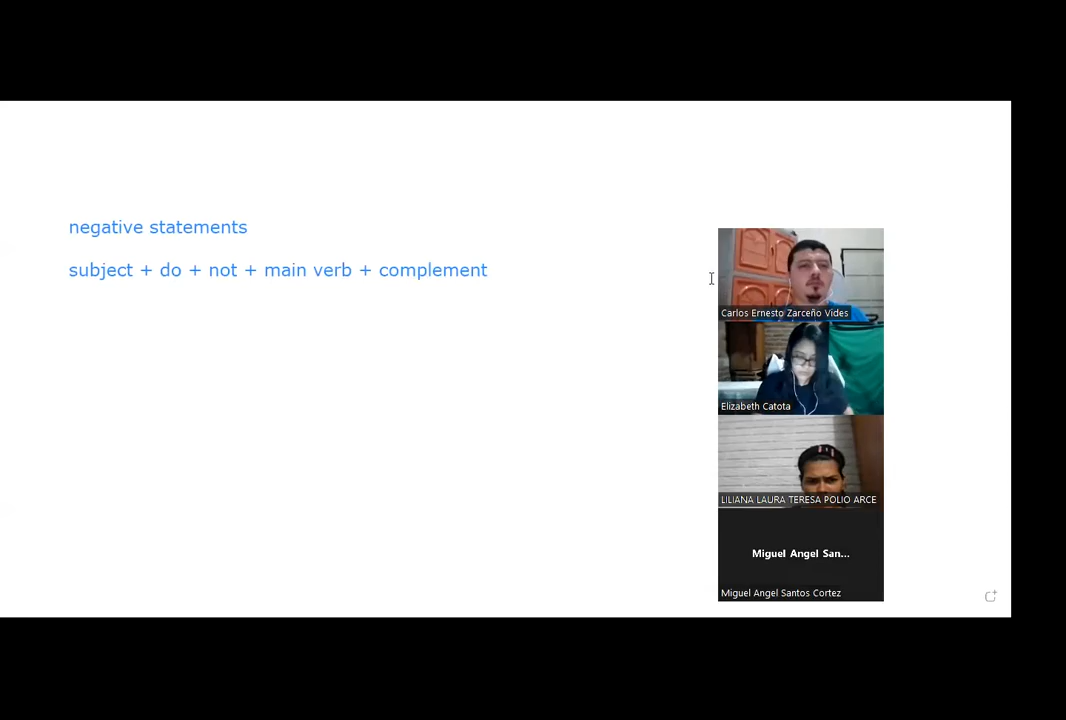 negative statements
subject + do + not + main verb + complement
Carlos Ernesto Zarceño Vides
Elizabeth Catota
LILIANA LAURA TERESA POLIO ARCE
Miguel Angel San...
Miguel Angel Santos Cortez